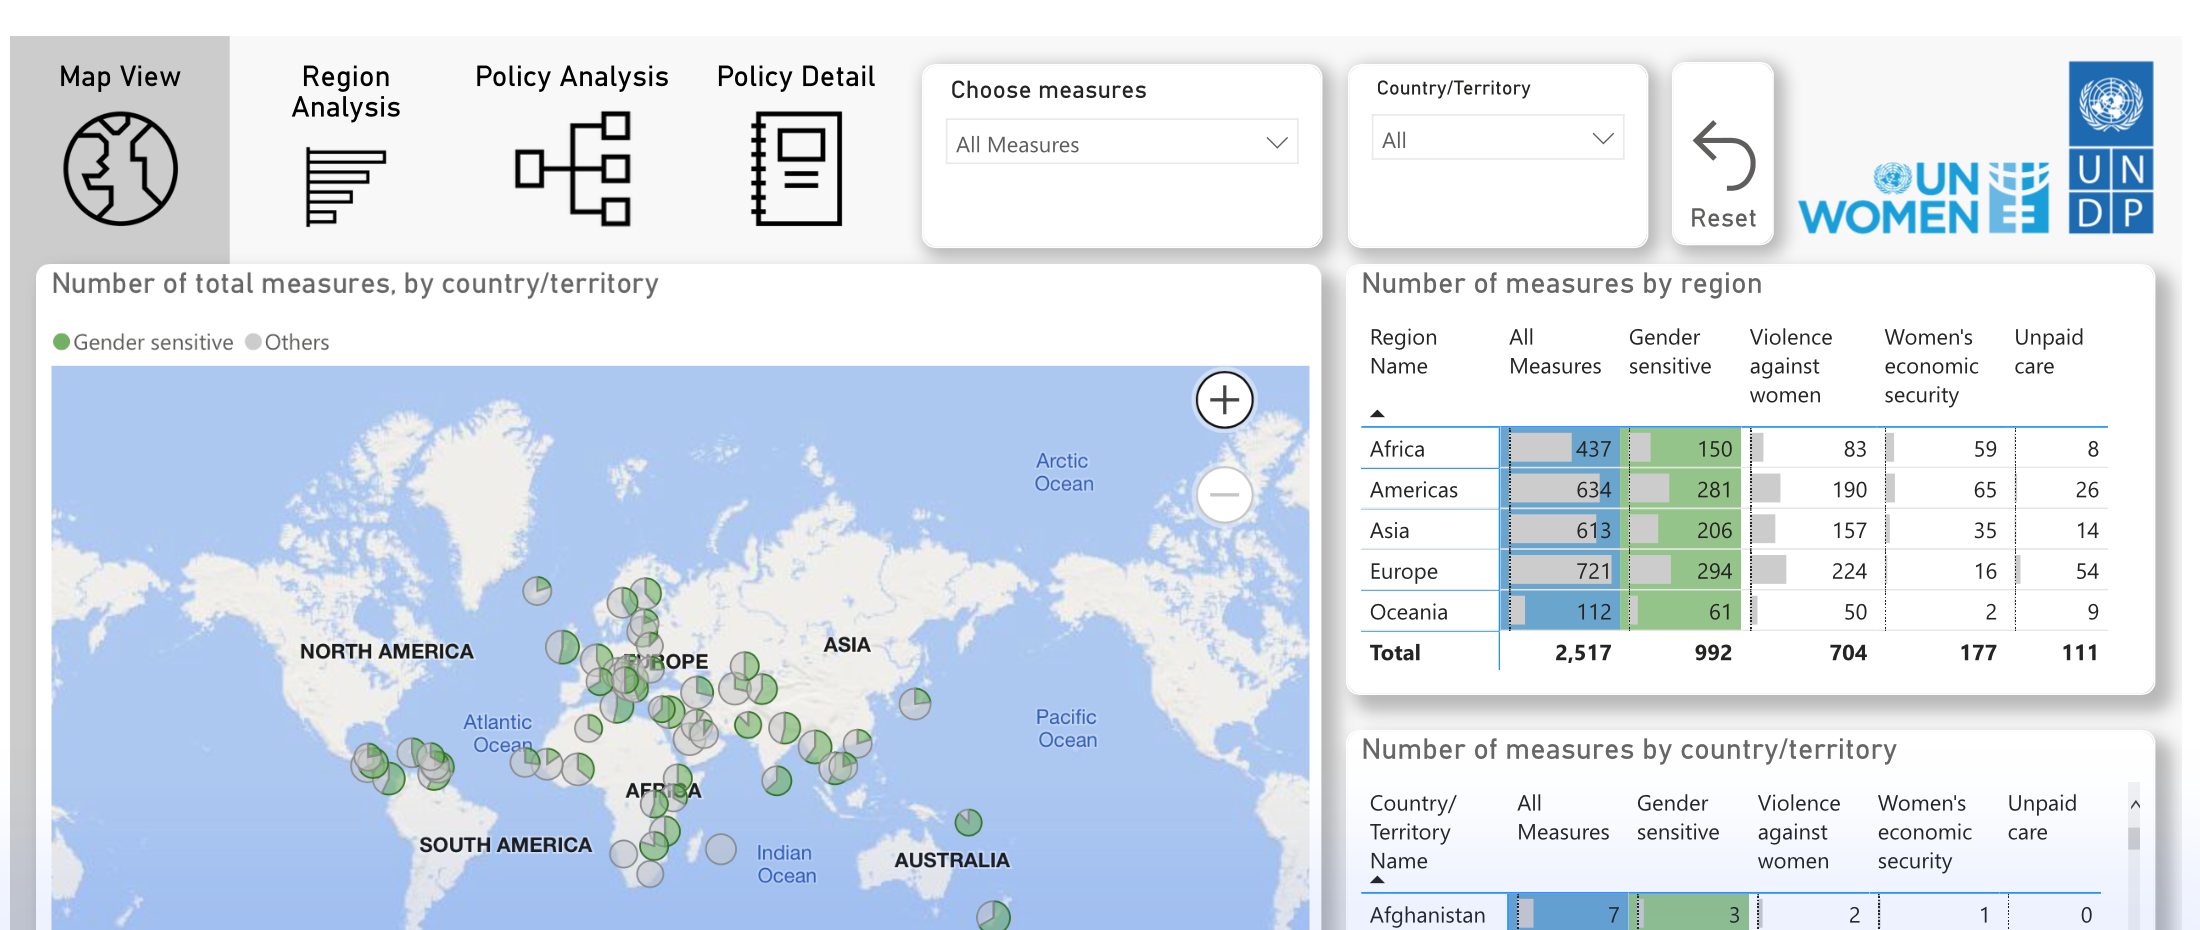 Map View
Region
Analysis
Policy Analysis
Policy Detail
Choose measures
All Measures
Country/Territory
All
Reset
UN
WOMEN
U N
D P
Number of total measures, by country/territory
Gender sensitive Others
Arctic
Ocean
NORTH AMERICA
EUROPE
ASIA
Atlantic
Ocean
Pacific
Ocean
AFRICA
SOUTH AMERICA
Indian
Ocean
AUSTRALIA
Number of measures by region
Region Name All Measures Gender sensitive Violence against women Women's economic security Unpaid care
Africa 437 150 83 59 8
Americas 634 281 190 65 26
Asia 613 206 157 35 14
Europe 721 294 224 16 54
Oceania 112 61 50 2 9
Total 2,517 992 704 177 111
Number of measures by country/territory
Country/ Territory Name All Measures Gender sensitive Violence against women Women's economic security Unpaid care
Afghanistan 7 3 2 1 0